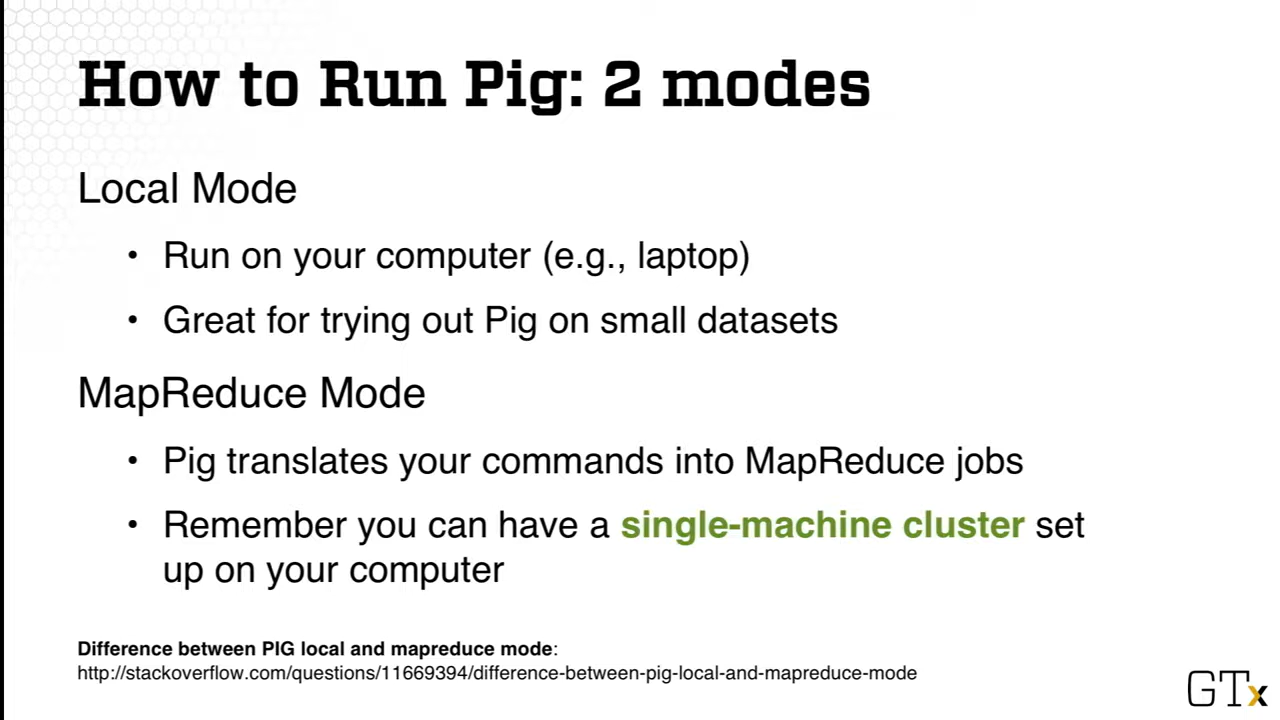 How to Run Pig: 2 modes
Local Mode
• Run on your computer (e.g., laptop)
• Great for trying out Pig on small datasets
MapReduce Mode
• Pig translates your commands into MapReduce jobs
• Remember you can have a single-machine cluster set
up on your computer
Difference between PIG local and mapreduce mode:
http://stackoverflow.com/questions/11669394/difference-between-pig-local-and-mapreduce-mode
GTx